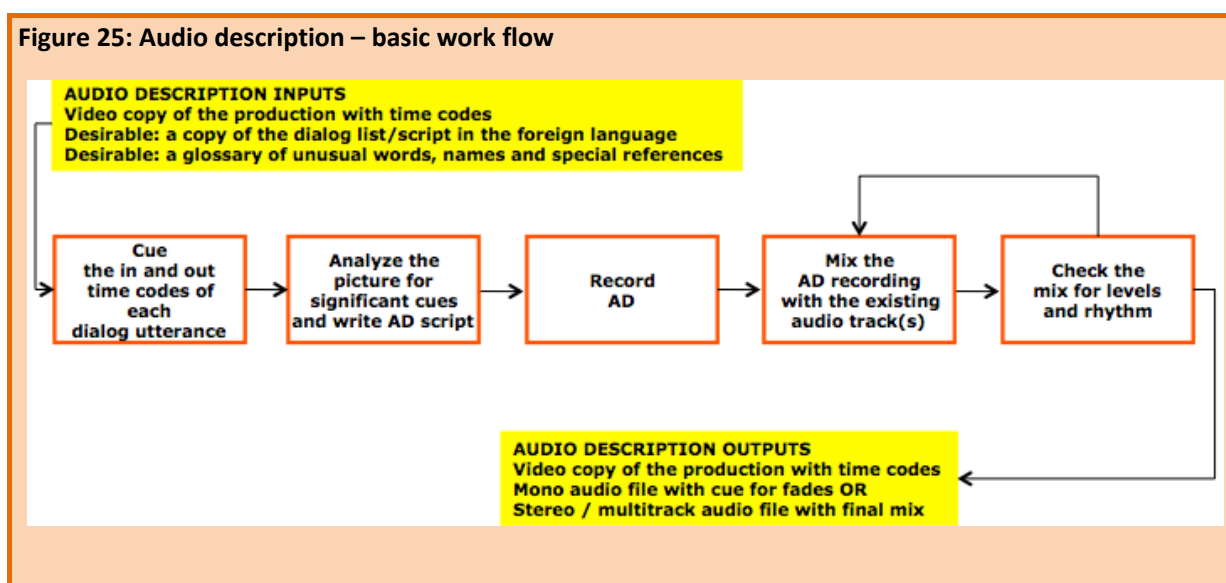 Figure 25: Audio description – basic work flow
AUDIO DESCRIPTION INPUTS
Video copy of the production with time codes
Desirable: a copy of the dialog list/script in the foreign language
Desirable: a glossary of unusual words, names and special references
Cue
the in and out
time codes of
each
dialog utterance
Analyze the
picture for
significant cues
and write AD script
Record
AD
Mix the
AD recording
with the existing
audio track(s)
Check the
mix for levels
and rhythm
AUDIO DESCRIPTION OUTPUTS
Video copy of the production with time codes
Mono audio file with cue for fades OR
Stereo / multitrack audio file with final mix